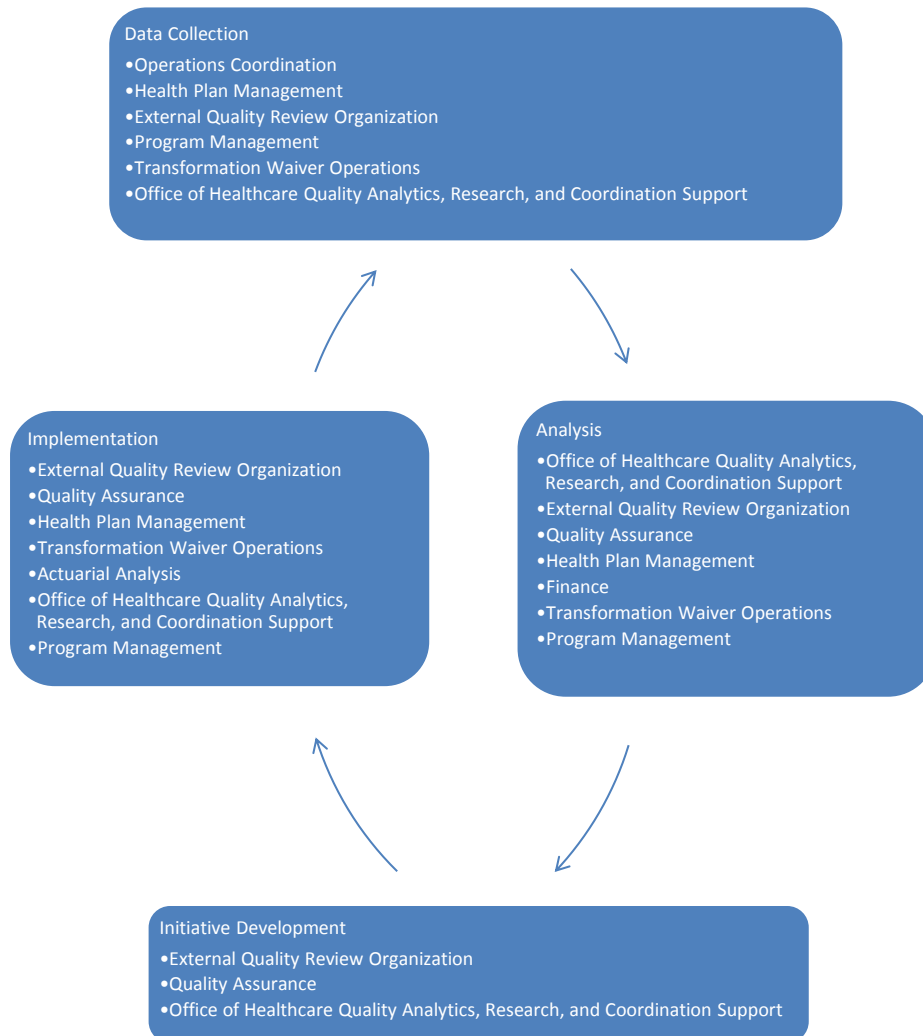 Data Collection
•Operations Coordination
•Health Plan Management
•External Quality Review Organization
•Program Management
•Transformation Waiver Operations
•Office of Healthcare Quality Analytics, Research, and Coordination Support
Analysis
•Office of Healthcare Quality Analytics,
Research, and Coordination Support
•External Quality Review Organization
•Quality Assurance
•Health Plan Management
•Finance
•Transformation Waiver Operations
•Program Management
Initiative Development
•External Quality Review Organization
•Quality Assurance
•Office of Healthcare Quality Analytics, Research, and Coordination Support
Implementation
•External Quality Review Organization
•Quality Assurance
•Health Plan Management
•Transformation Waiver Operations
•Actuarial Analysis
•Office of Healthcare Quality Analytics,
Research, and Coordination Support
•Program Management